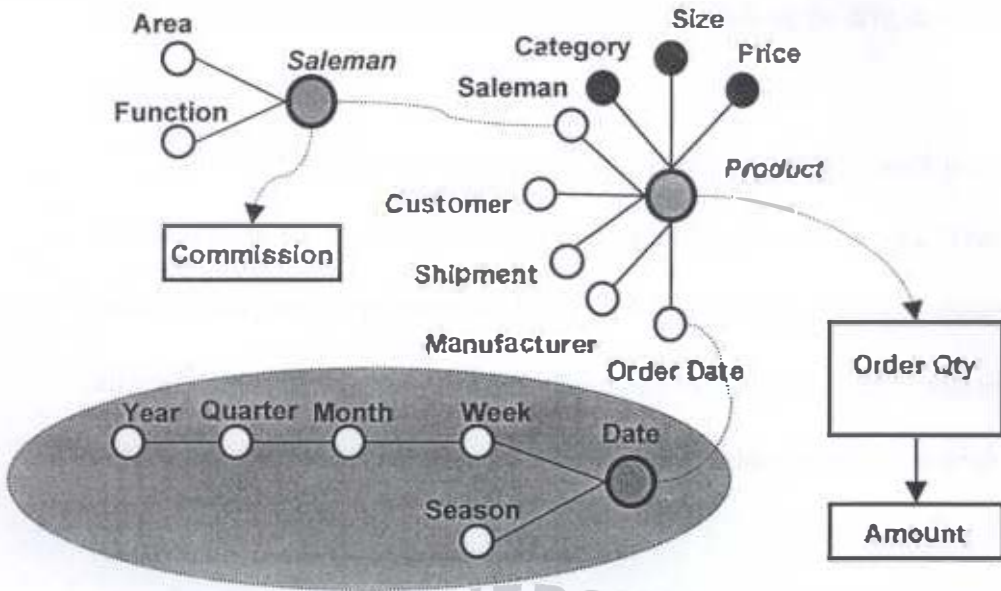 Size
Area
Category
Price
Saleman
Saleman
Function
Product
Customer
Commission
Shipment
Manufacturer
Order Qty
Order Date
Year Quarter Month Week
Date
Season
Amount